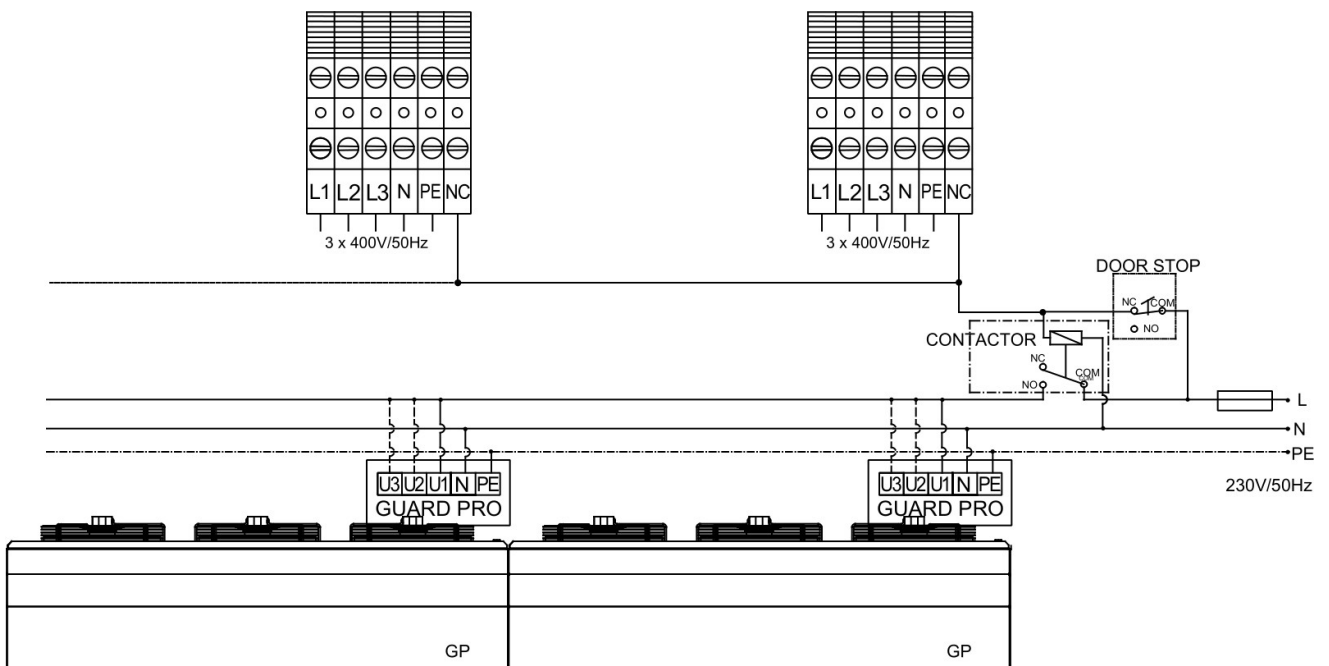 L1 L2 L3 N PE NC
3 x 400V/50Hz
L1 L2 L3 N PE NC
3 x 400V/50Hz
DOOR STOP
NC COM
NO
CONTACTOR
NC
COM
COM
NO
L
N
PE
230V/50Hz
U3 U2 U1 N PE
GUARD PRO
U3 U2 U1 N PE
GUARD PRO
GP
GP